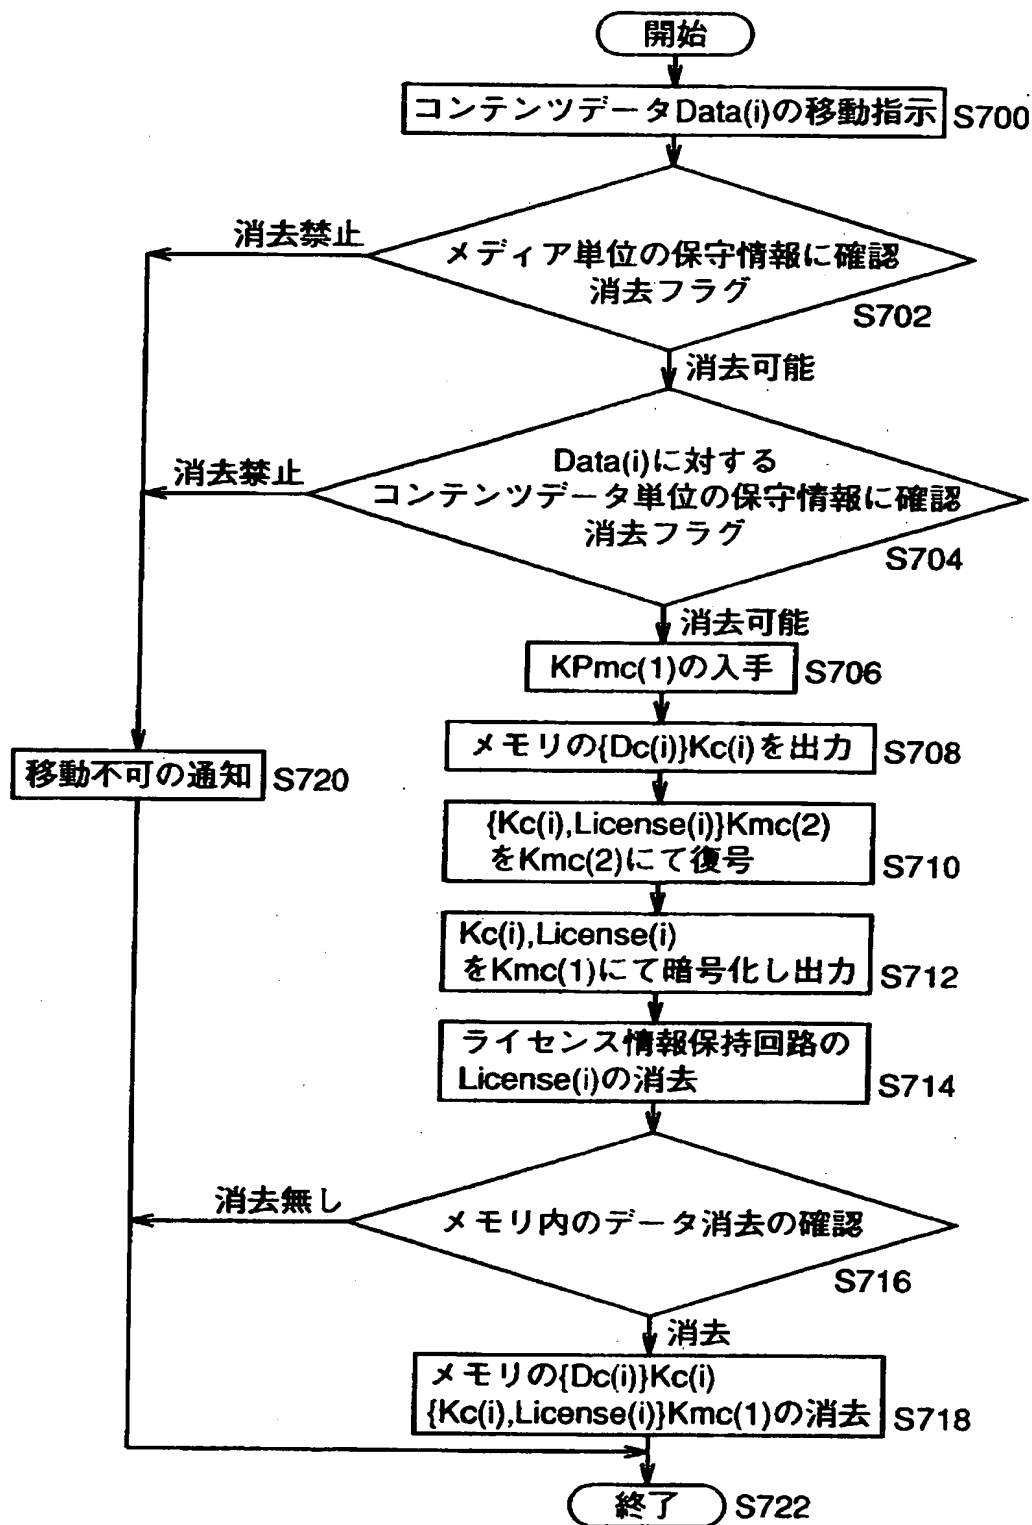 開始
コンテンツデータData(i)の移動指示 S700
消去禁止
メディア単位の保守情報に確認
消去フラグ
S702
消去可能
消去禁止
Data(i)に対する
コンテンツデータ単位の保守情報に確認
消去フラグ
S704
消去可能
KPmc(1)の入手 S706
メモリの{Dc(i)}Kc(i)を出力 S708
移動不可の通知 S720
{Kc(i),License(i)}Kmc(2)
をKmc(2)にて復号 S710
Kc(i),License(i)
をKmc(1)にて暗号化し出力 S712
ライセンス情報保持回路の
License(i)の消去 S714
消去無し
メモリ内のデータ消去の確認
S716
消去
メモリの{Dc(i)}Kc(i)
{Kc(i),License(i)}Kmc(1)の消去 S718
終了 S722